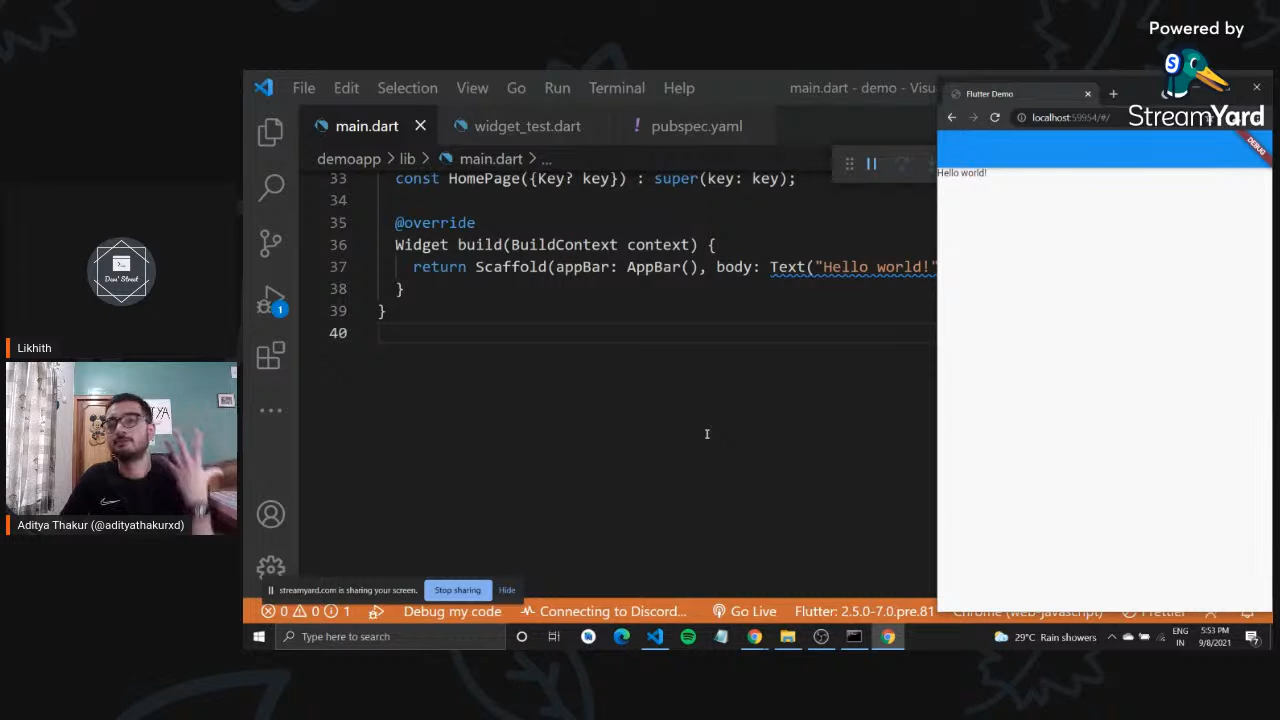 Powered by
StreamYard
File Edit Selection View Go Run Terminal Help main.dart - demo - Visu
main.dart widget_test.dart pubspec.yaml
demoapp lib main.dart ...
33 const HomePage({Key? key}) : super(key: key);
34
35 @override
36 Widget build(BuildContext context) {
37 return Scaffold(appBar: AppBar(), body: Text("Hello world!"
38 }
39 }
40
1
Flutter Demo
localhost:59954/#/
DEBUG
Hello world!
Devs' Street
Likhith
Aditya Thakur (@adityathakurxd)
streamyard.com is sharing your screen. Stop sharing Hide
0 0 1 Debug my code Connecting to Discord... Go Live Flutter: 2.5.0-7.0.pre.81 Chrome (web-javascript) Prettier
Type here to search
29°C Rain showers
ENG
IN
5:53 PM
9/8/2021
7